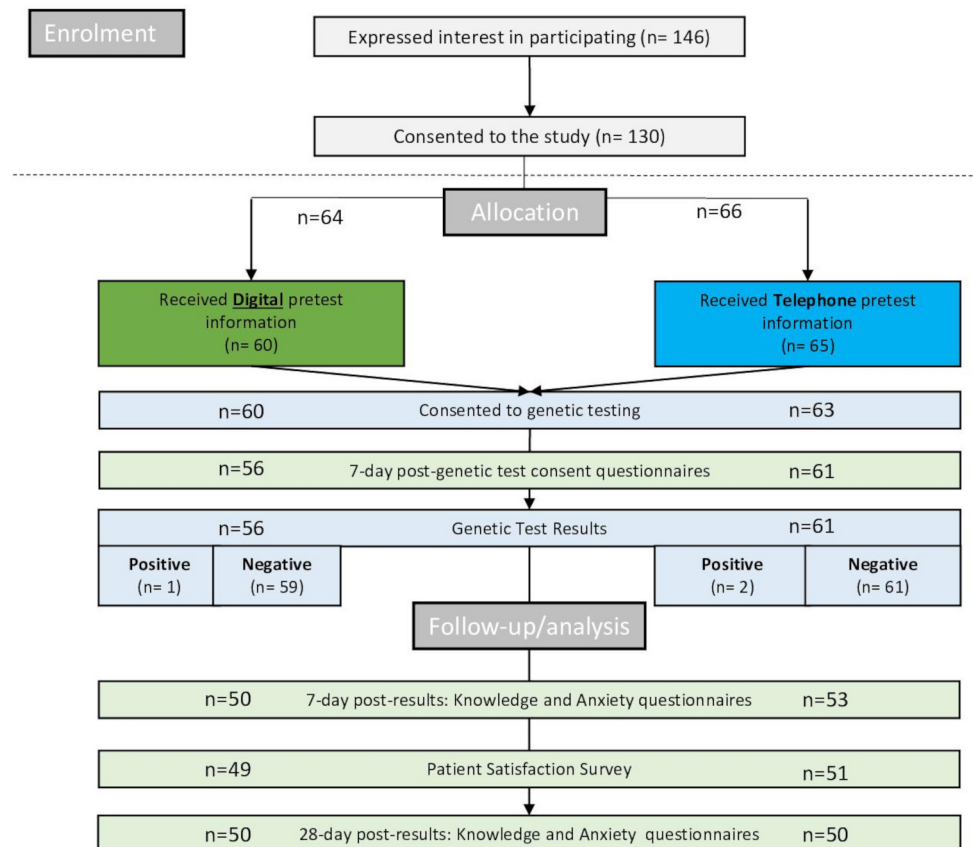 Enrolment
Expressed interest in participating (n= 146)
Consented to the study (n= 130)
Allocation
n=64
n=66
Received Digital pretest
information
(n= 60)
Received Telephone pretest
information
(n= 65)
n=60 Consented to genetic testing n=63
n=56 7-day post-genetic test consent questionnaires n=61
n=56 Genetic Test Results n=61
Positive
(n= 1)
Negative
(n= 59)
Positive
(n= 2)
Negative
(n= 61)
Follow-up/analysis
n=50 7-day post-results: Knowledge and Anxiety questionnaires n=53
n=49 Patient Satisfaction Survey n=51
n=50 28-day post-results: Knowledge and Anxiety questionnaires n=50